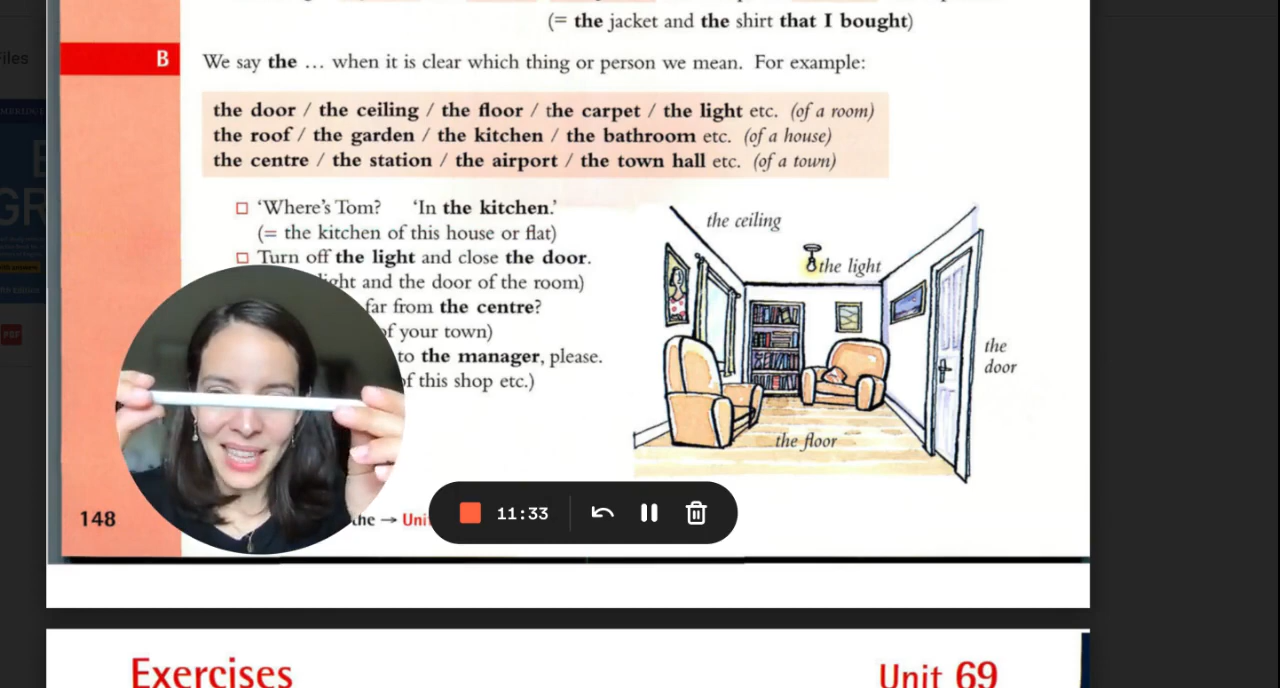 (= the jacket and the shirt that I bought)
Files
B
We say the ... when it is clear which thing or person we mean. For example:
the door / the ceiling / the floor / the carpet / the light etc. (of a room)
the roof / the garden / the kitchen / the bathroom etc. (of a house)
the centre / the station / the airport / the town hall etc. (of a town)
□ ‘Where’s Tom? ‘In the kitchen.’
(= the kitchen of this house or flat)
□ Turn off the light and close the door.
ght and the door of the room)
far from the centre?
of your town)
to the manager, please.
of this shop etc.)
the ceiling
the light
the
door
the floor
PDF
148
the → Uni
11:33
Exercises
Unit 69